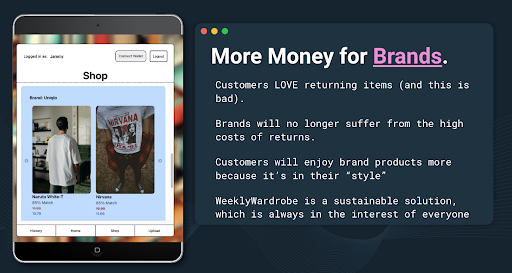 Logged in as: Jeremy
Connect Wallet
Logout
Shop
Brand: Uniqlo
NIRVANA
Naruto White-T
85% Match
Nirvana
85% Match
History
Home
Shop
Upload
More Money for Brands.
Customers LOVE returning items (and this is
bad).
Brands will no longer suffer from the high
costs of returns.
Customers will enjoy brand products more
because it's in their “style”
WeeklyWardrobe is a sustainable solution,
which is always in the interest of everyone